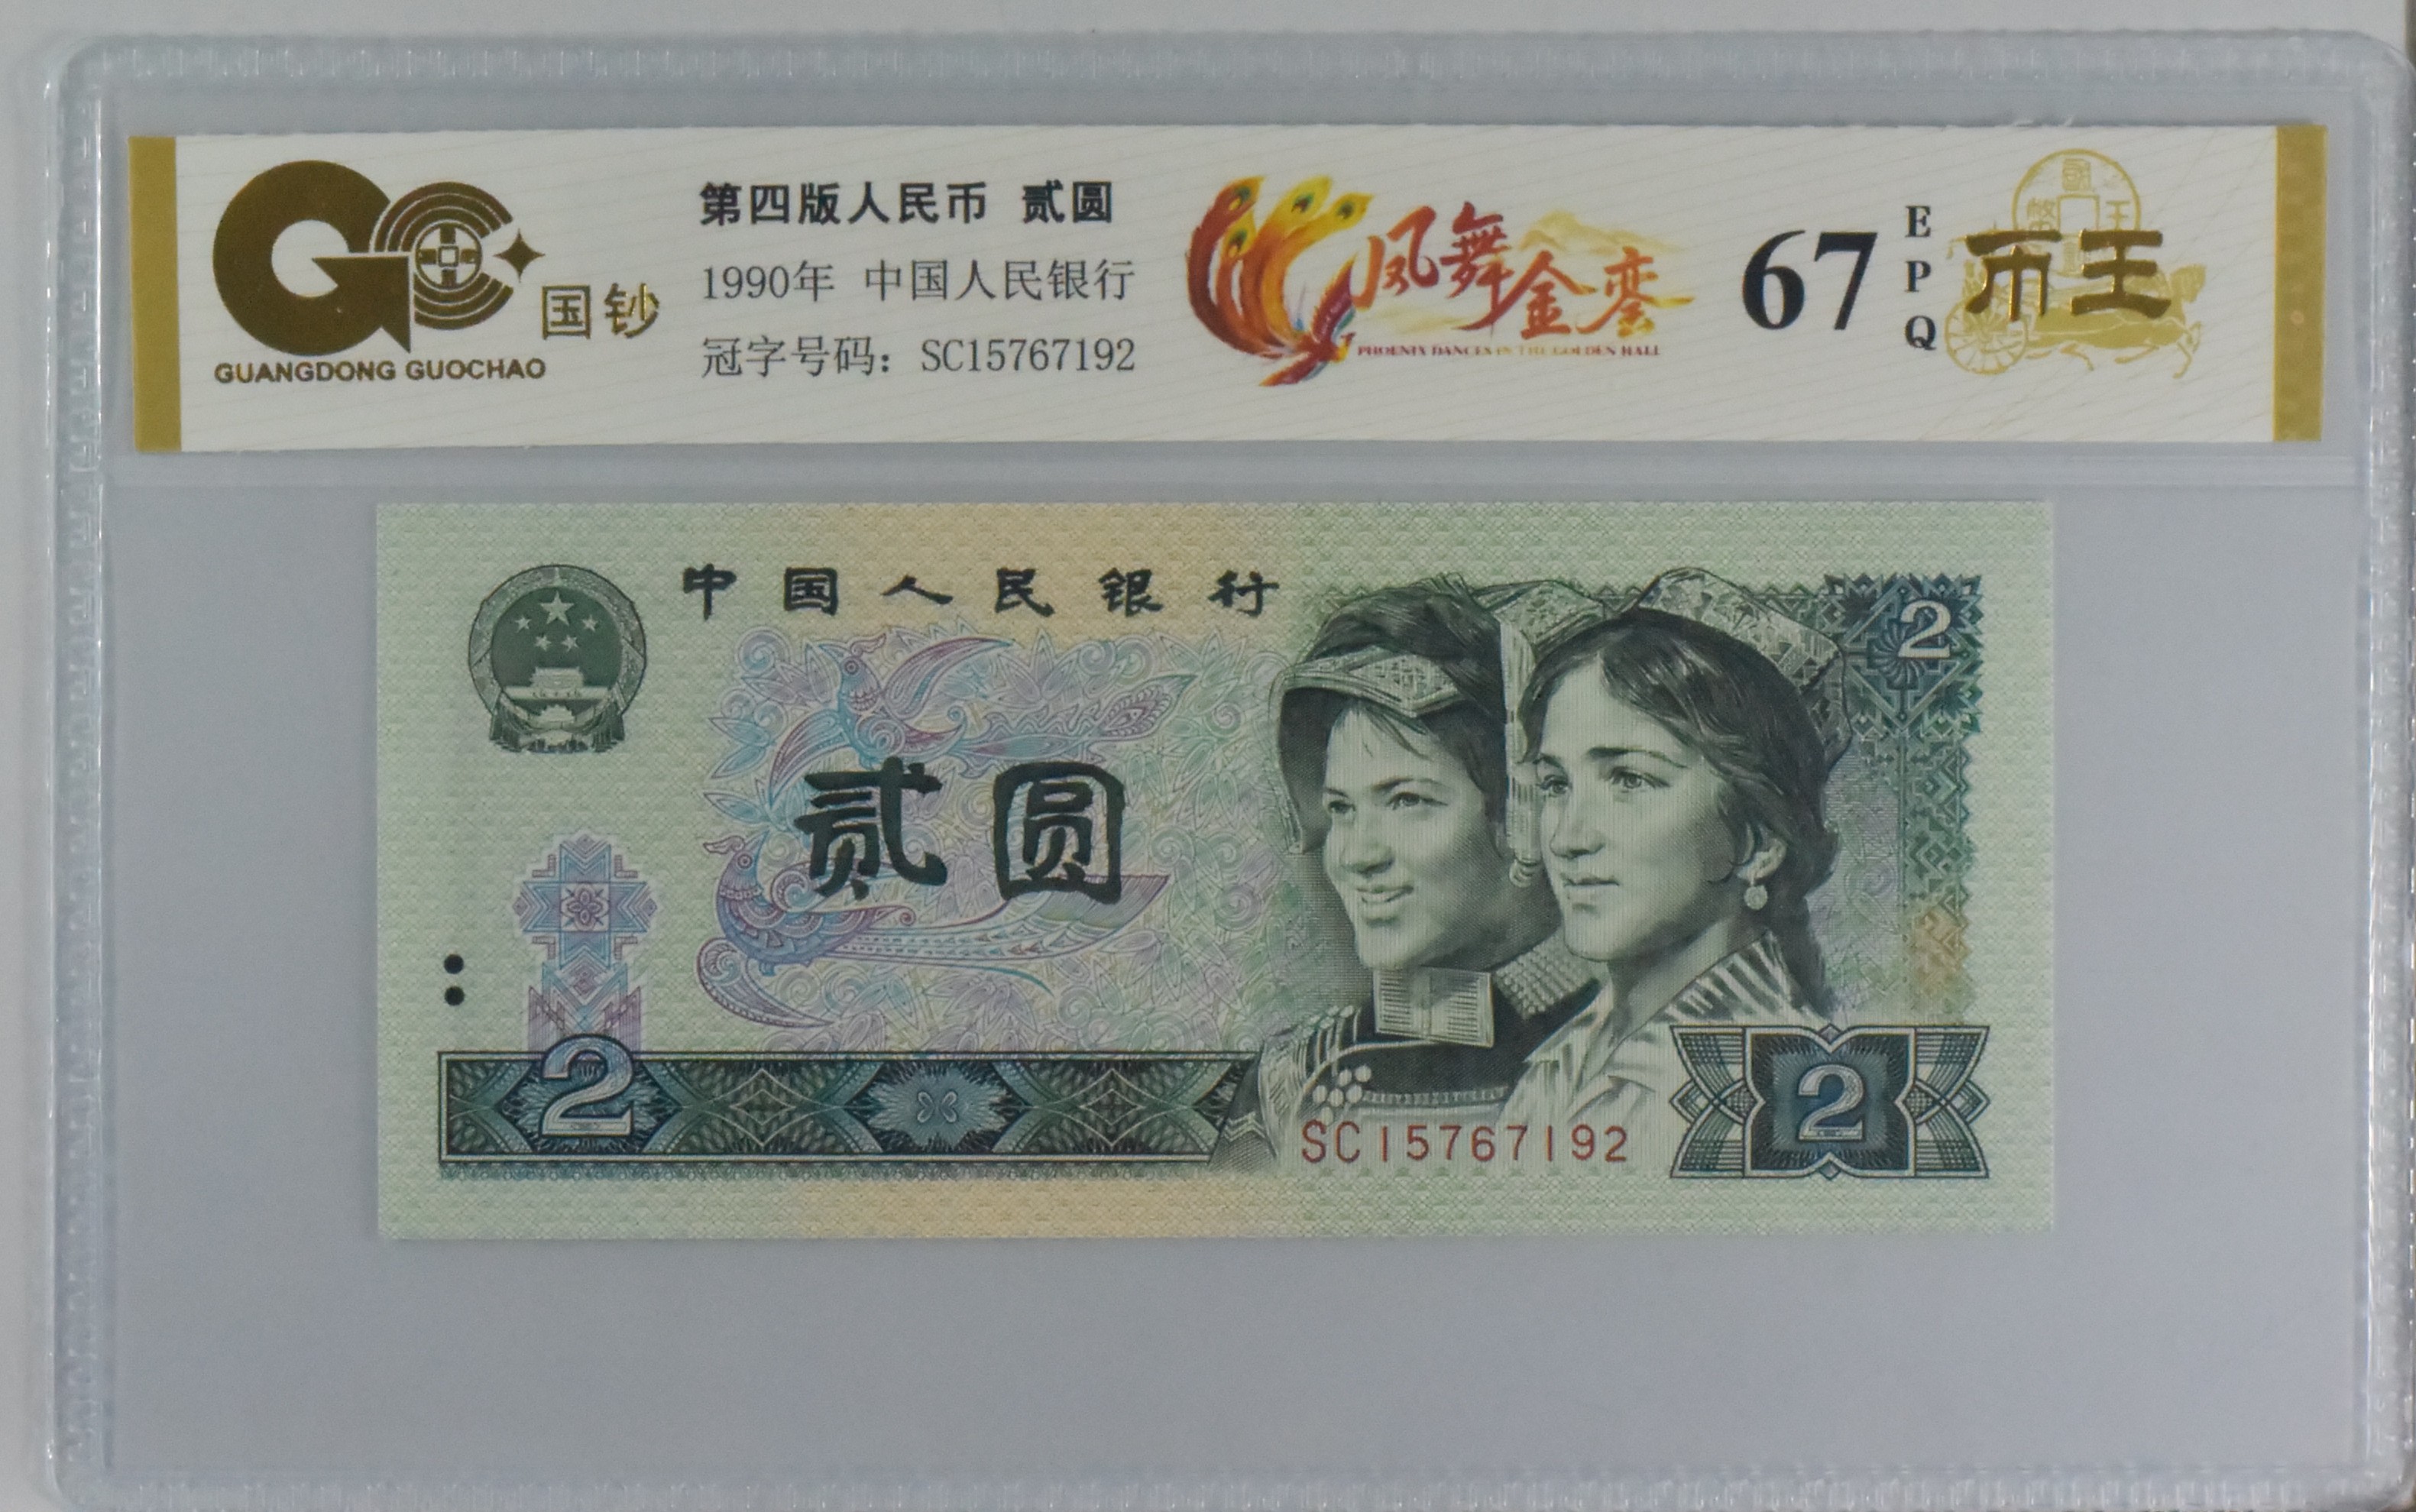 国钞
GUANGDONG GUOCHAO
第四版人民币 贰圆
1990年 中国人民银行
冠字号码：SC15767192
凤舞金銮
PHOENIX DANCES IN THE GOLDEN HALL
67
EPQ
币王
中国人民银行
2
贰圆
2
SC15767192
2